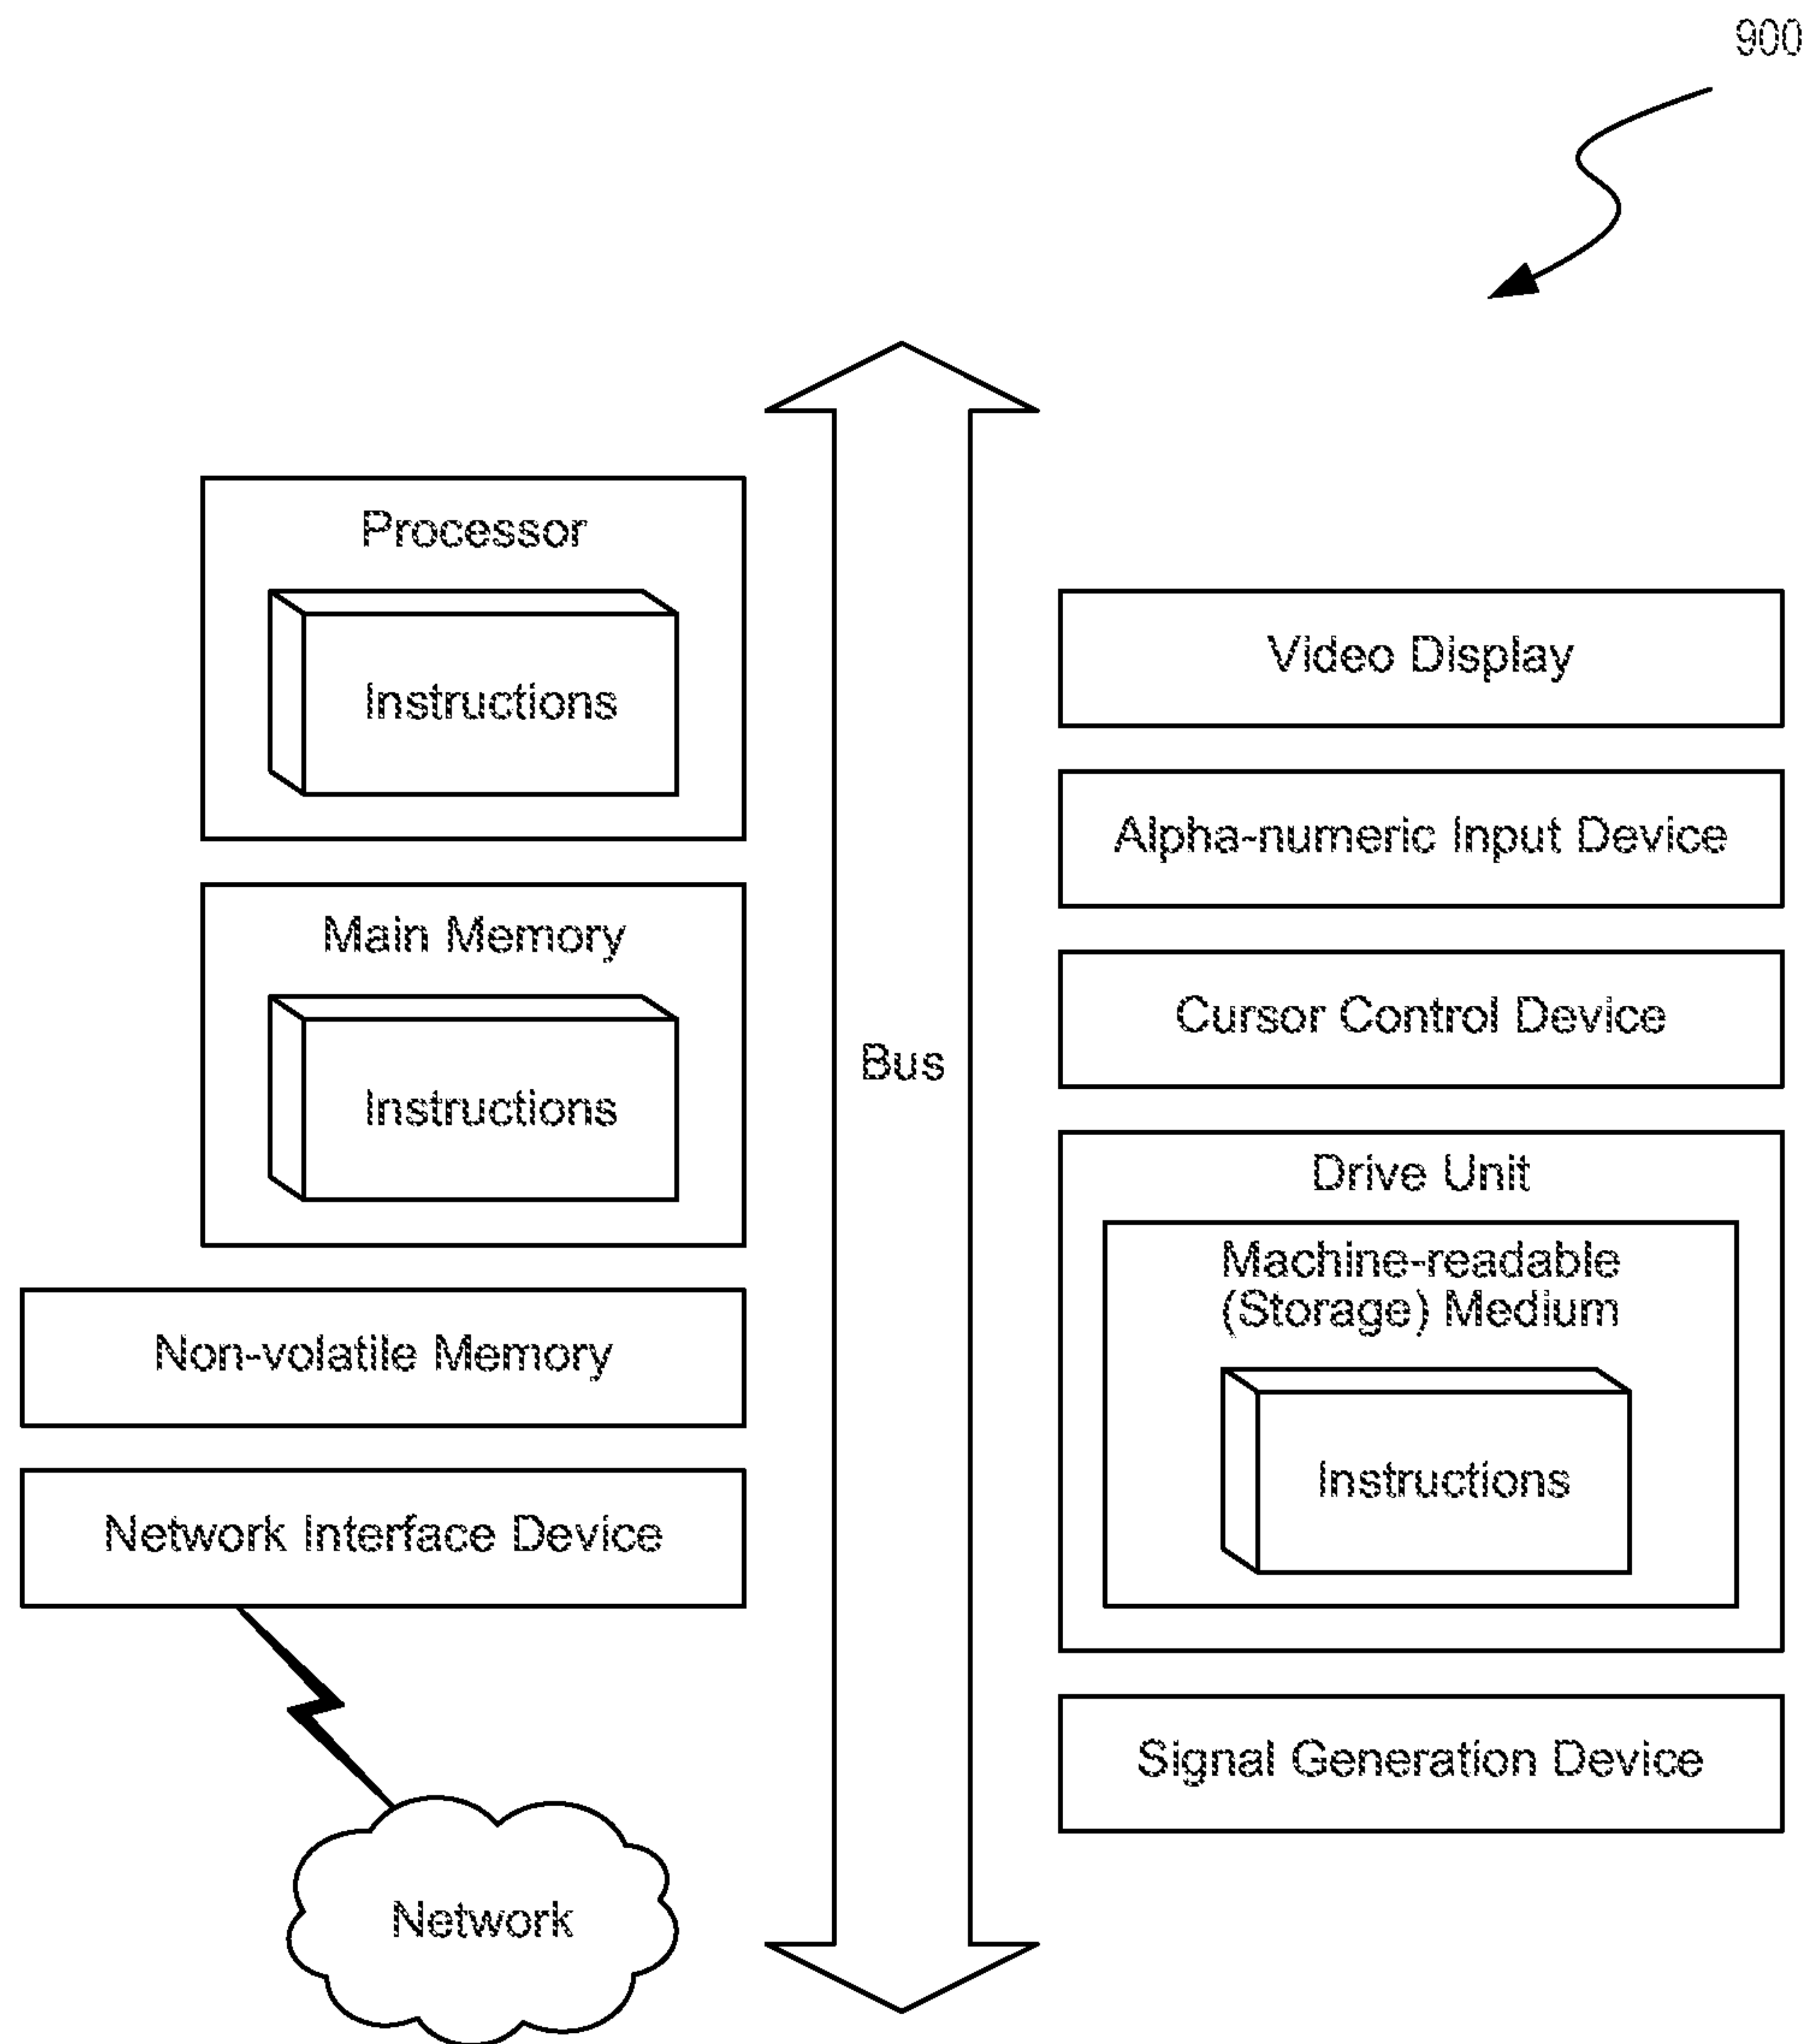 900
Processor
Instructions
Main Memory
Instructions
Non-volatile Memory
Network Interface Device
Network
Bus
Video Display
Alpha-numeric Input Device
Cursor Control Device
Drive Unit
Machine-readable
(Storage) Medium
Instructions
Signal Generation Device